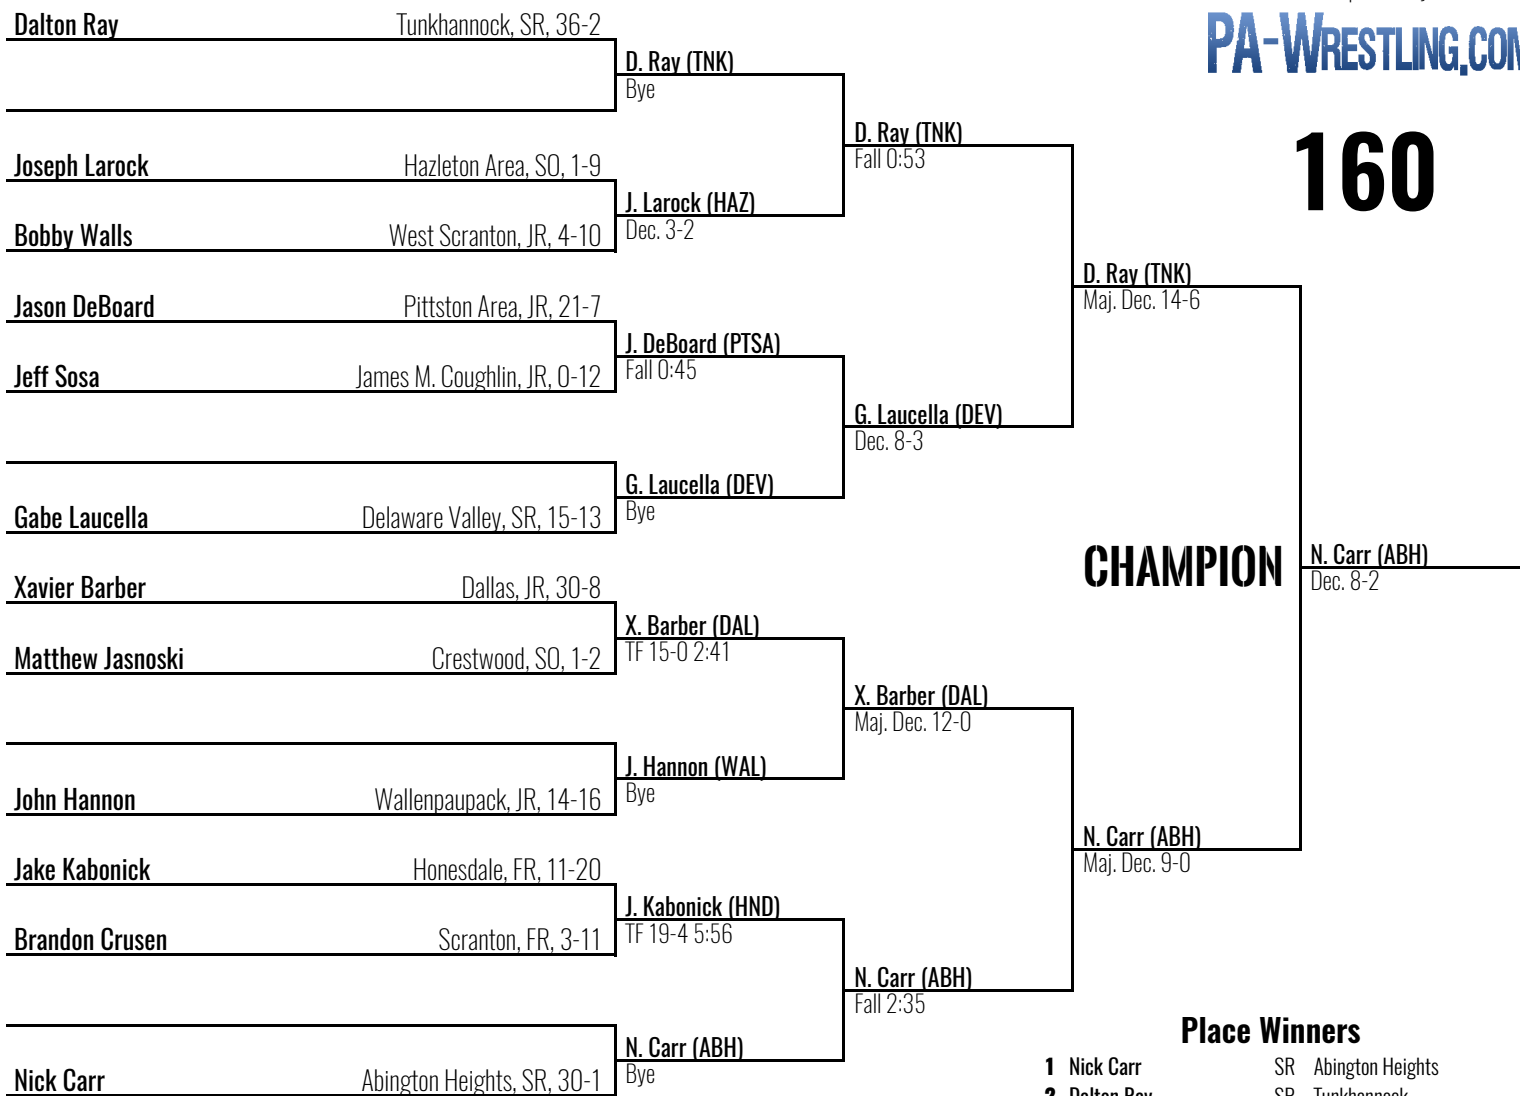 PA-WRESTLING.COM
160
Dalton Ray Tunkhannock, SR, 36-2
D. Ray (TNK)
Bye
D. Ray (TNK)
Fall 0:53
Joseph Larock Hazleton Area, SO, 1-9
J. Larock (HAZ)
Dec. 3-2
Bobby Walls West Scranton, JR, 4-10
D. Ray (TNK)
Maj. Dec. 14-6
Jason DeBoard Pittston Area, JR, 21-7
J. DeBoard (PTSA)
Fall 0:45
Jeff Sosa James M. Coughlin, JR, 0-12
G. Laucella (DEV)
Dec. 8-3
G. Laucella (DEV)
Bye
Gabe Laucella Delaware Valley, SR, 15-13
CHAMPION
N. Carr (ABH)
Dec. 8-2
Xavier Barber Dallas, JR, 30-8
X. Barber (DAL)
TF 15-0 2:41
Matthew Jasnoski Crestwood, SO, 1-2
X. Barber (DAL)
Maj. Dec. 12-0
J. Hannon (WAL)
Bye
John Hannon Wallenpaupack, JR, 14-16
N. Carr (ABH)
Maj. Dec. 9-0
Jake Kabonick Honesdale, FR, 11-20
J. Kabonick (HND)
TF 19-4 5:56
Brandon Crusen Scranton, FR, 3-11
N. Carr (ABH)
Fall 2:35
N. Carr (ABH)
Bye
Nick Carr Abington Heights, SR, 30-1
Place Winners
1 Nick Carr SR Abington Heights
2 Dalton Ray SR Tunkhannock